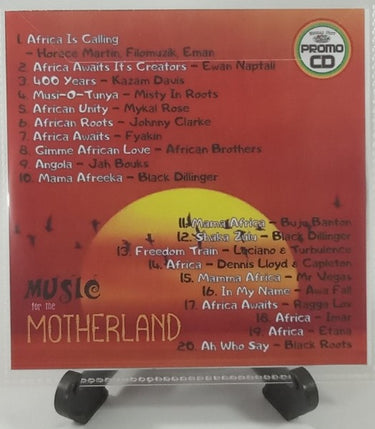 1. Africa Is Calling
- Horace Martin, Filomuzik, Eman
2. Africa Awaits It's Creators - Ewan Naptali
3. 400 Years - Kazam Davis
4. Musi-O-Tunya - Misty In Roots
5. African Unity - Mykal Rose
6. African Roots - Johnny Clarke
7. Africa Awaits - Fyakin
8. Gimme African Love - African Brothers
9. Angola - Jah Bouks
10. Mama Afreeka - Black Dillinger
11. Mama Africa - Buju Banton
12. Shaka Zulu - Black Dillinger
13. Freedom Train - Luciano & Turbulence
14. Africa - Dennis Lloyd & Capleton
15. Mamma Africa - Mr Vegas
16. In My Name - Awa Fall
17. Africa Awaits - Ragga Lox
18. Africa - Imar
19. Africa - Etana
20. Ah Who Say - Black Roots
MUSIC
for the
MOTHERLAND
PROMO
CD